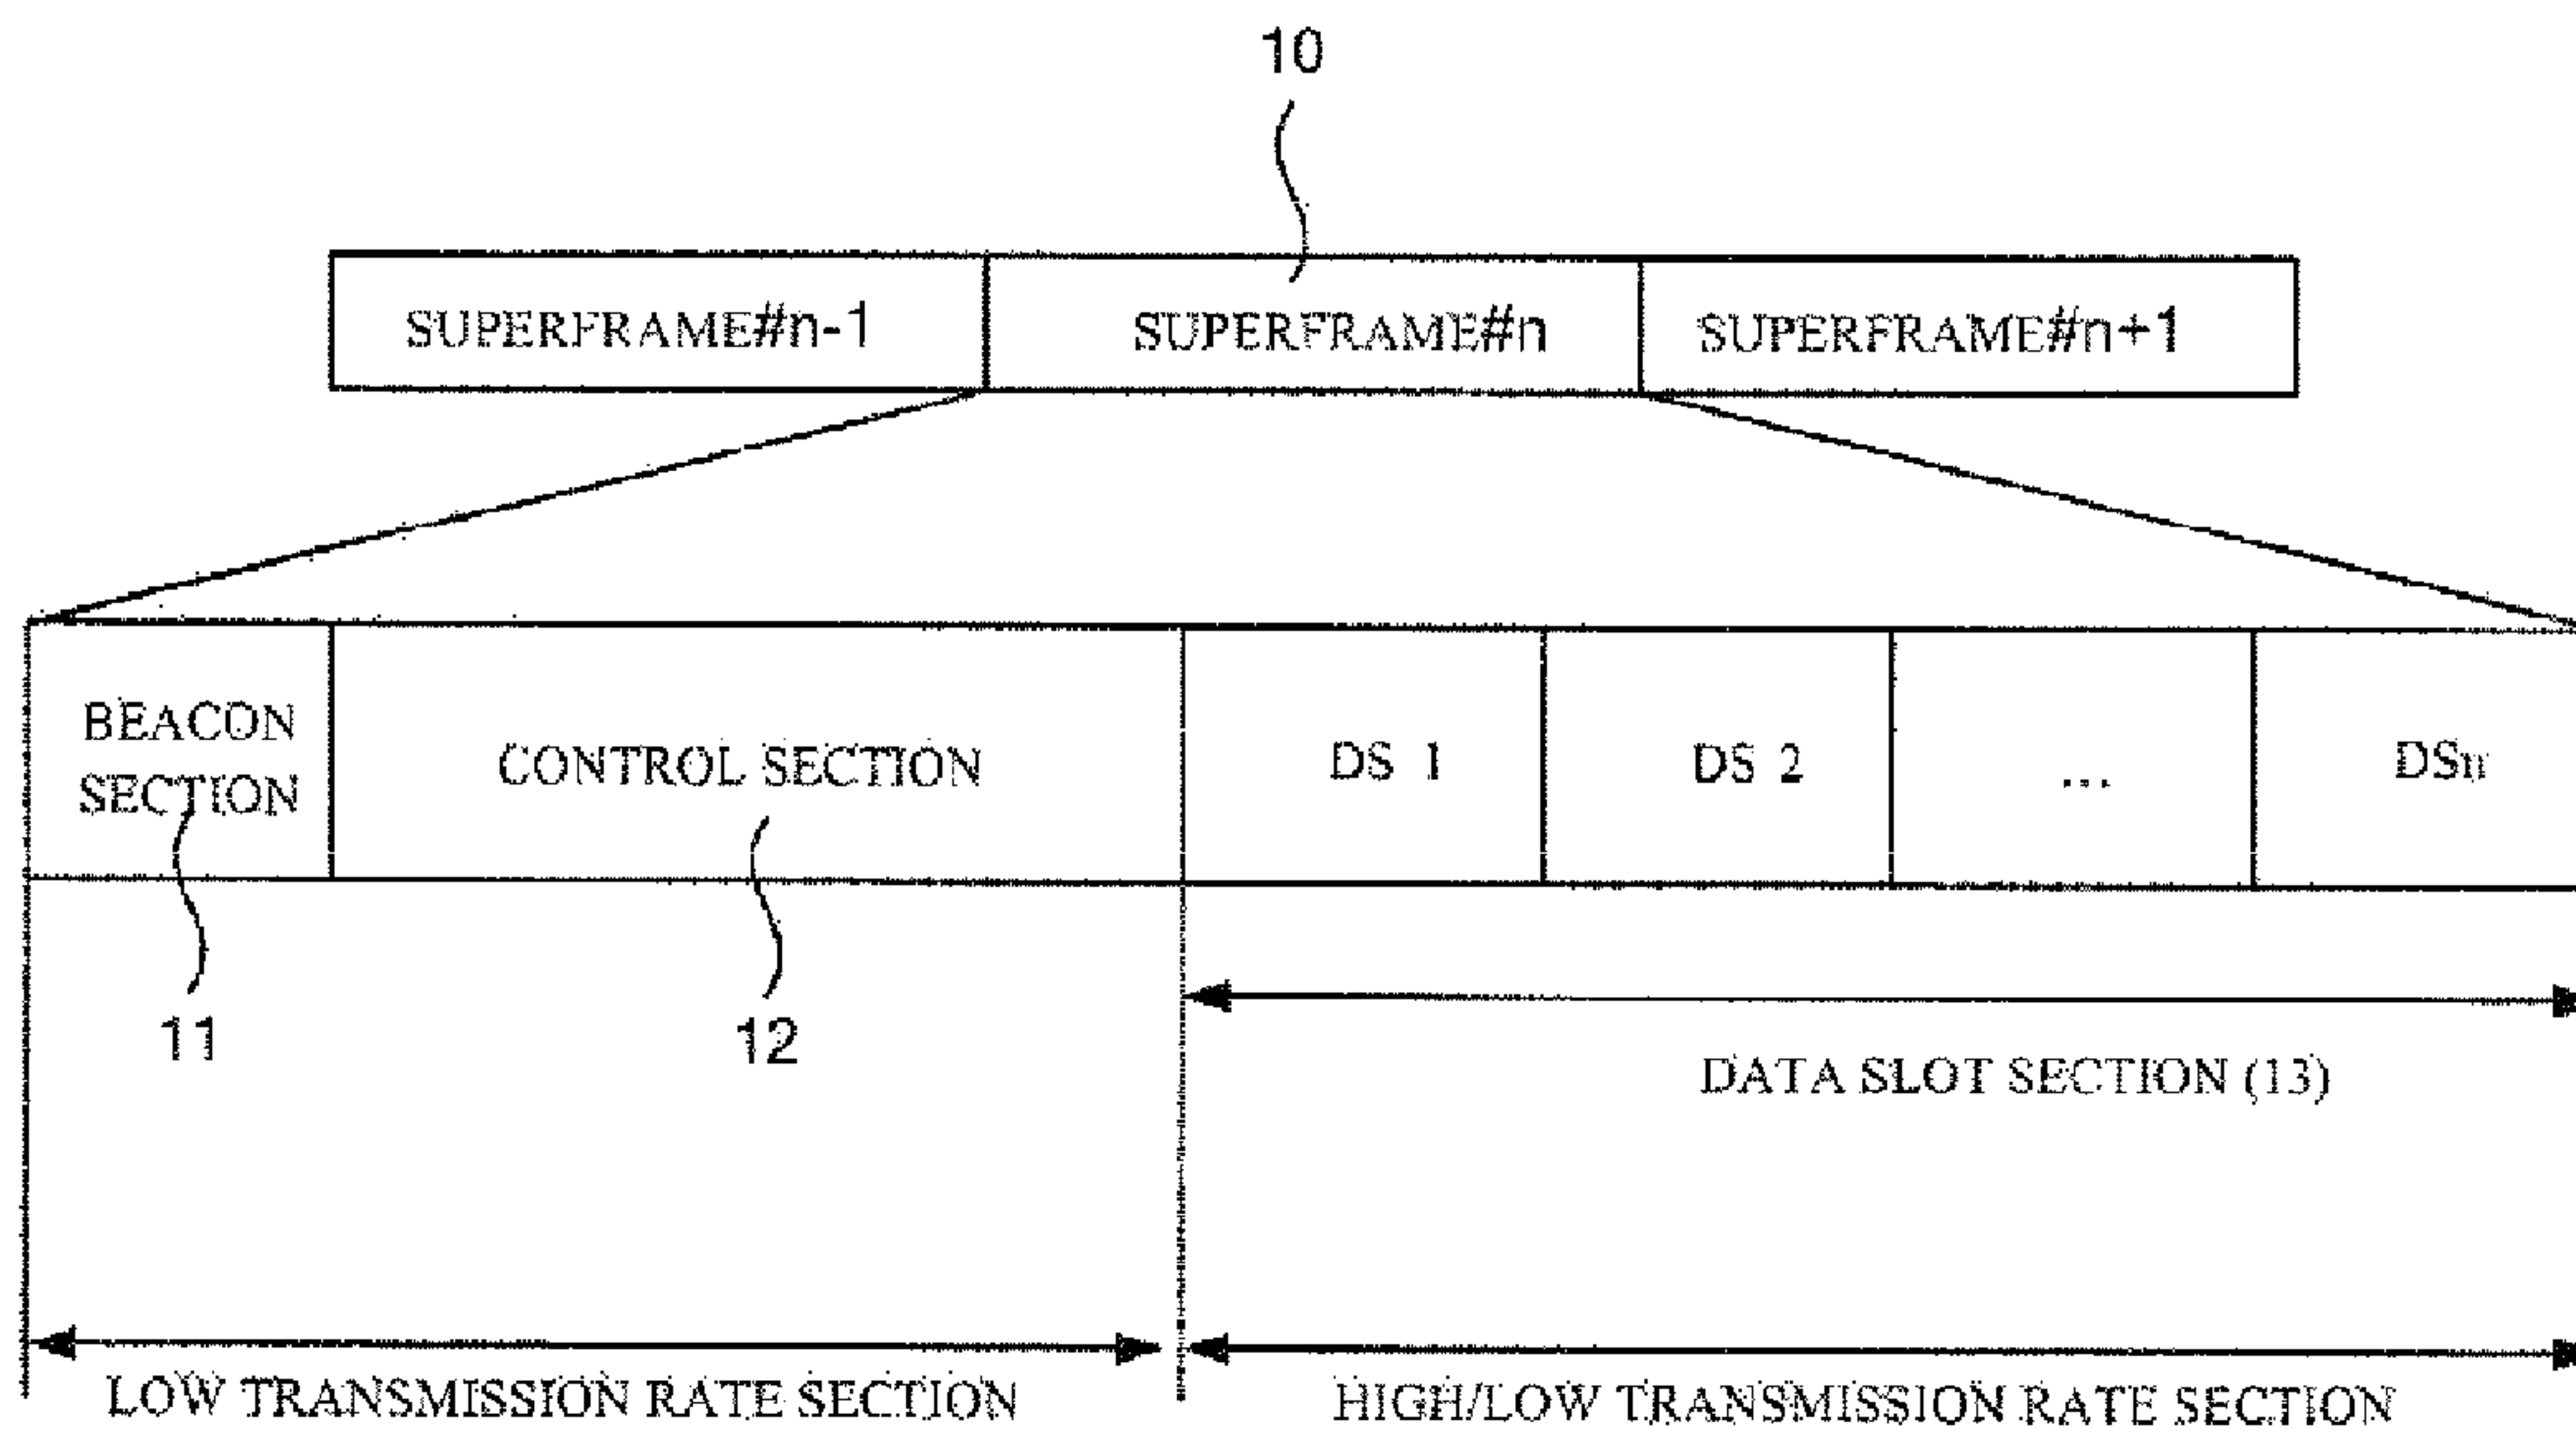 10
SUPERFRAME#n-1 SUPERFRAME#n SUPERFRAME#n+1
BEACON
SECTION
CONTROL SECTION DS 1 DS 2 ... DSn
11 12
DATA SLOT SECTION (13)
LOW TRANSMISSION RATE SECTION HIGH/LOW TRANSMISSION RATE SECTION